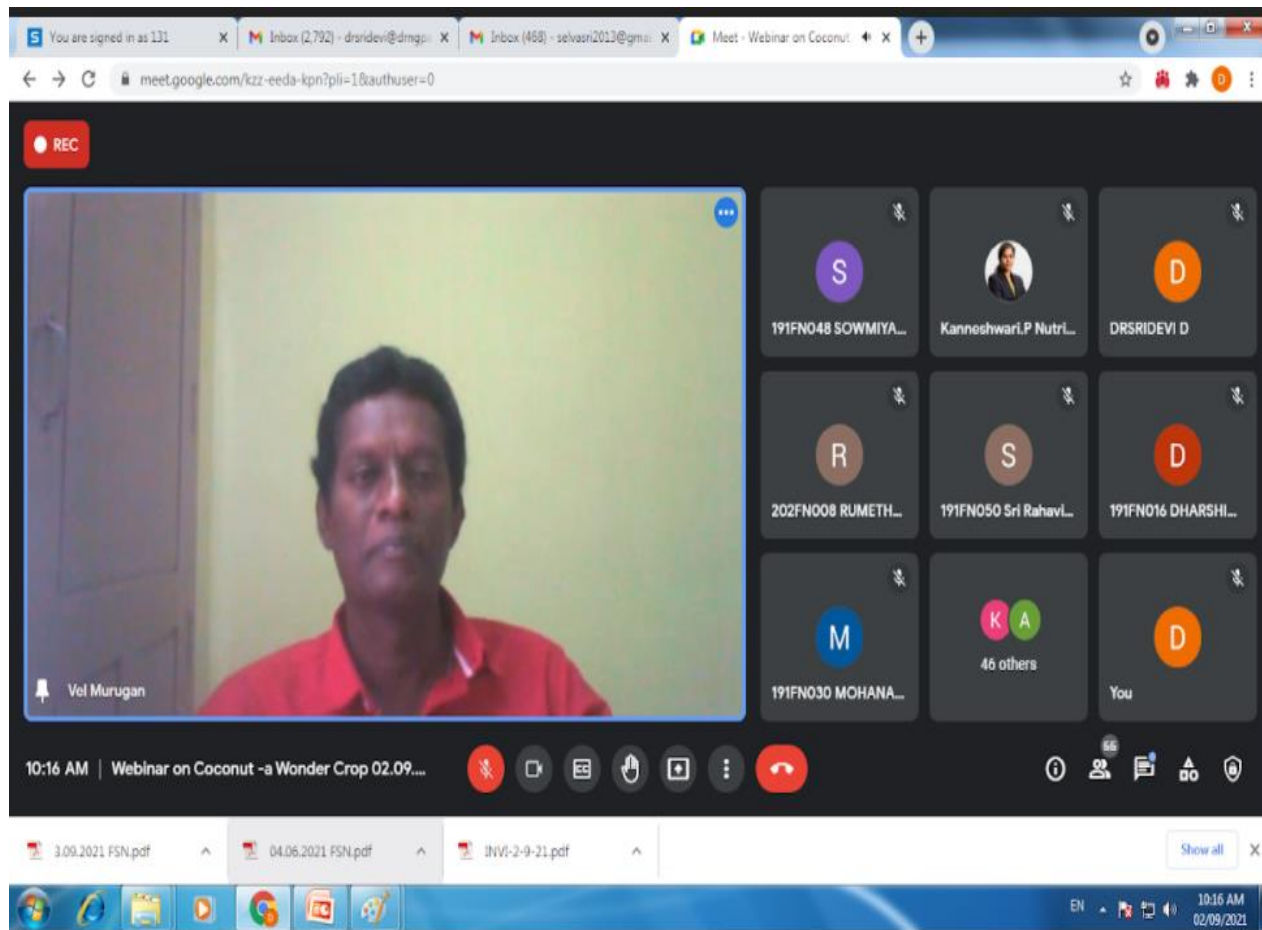 You are signed in as 131
Inbox (2,792) - drsridevi@drngp
Inbox (468) - selvasri2013@gmai
Meet - Webinar on Coconut
meet.google.com/kzz-eeda-kpn?pli=1&authuser=0
D
REC
S
191FN048 SOWMIYA...
Kanneshwari.P Nutri...
D
DRSRIDEVI D
R
202FN008 RUMETH...
S
191FN050 Sri Rahavi...
D
191FN016 DHARSHI...
M
191FN030 MOHANA...
K A
46 others
D
You
Vel Murugan
10:16 AM | Webinar on Coconut -a Wonder Crop 02.09....
CC
66
3.09.2021 FSN.pdf
04.06.2021 FSN.pdf
INVI-2-9-21.pdf
Show all
EN
10:16 AM
02/09/2021